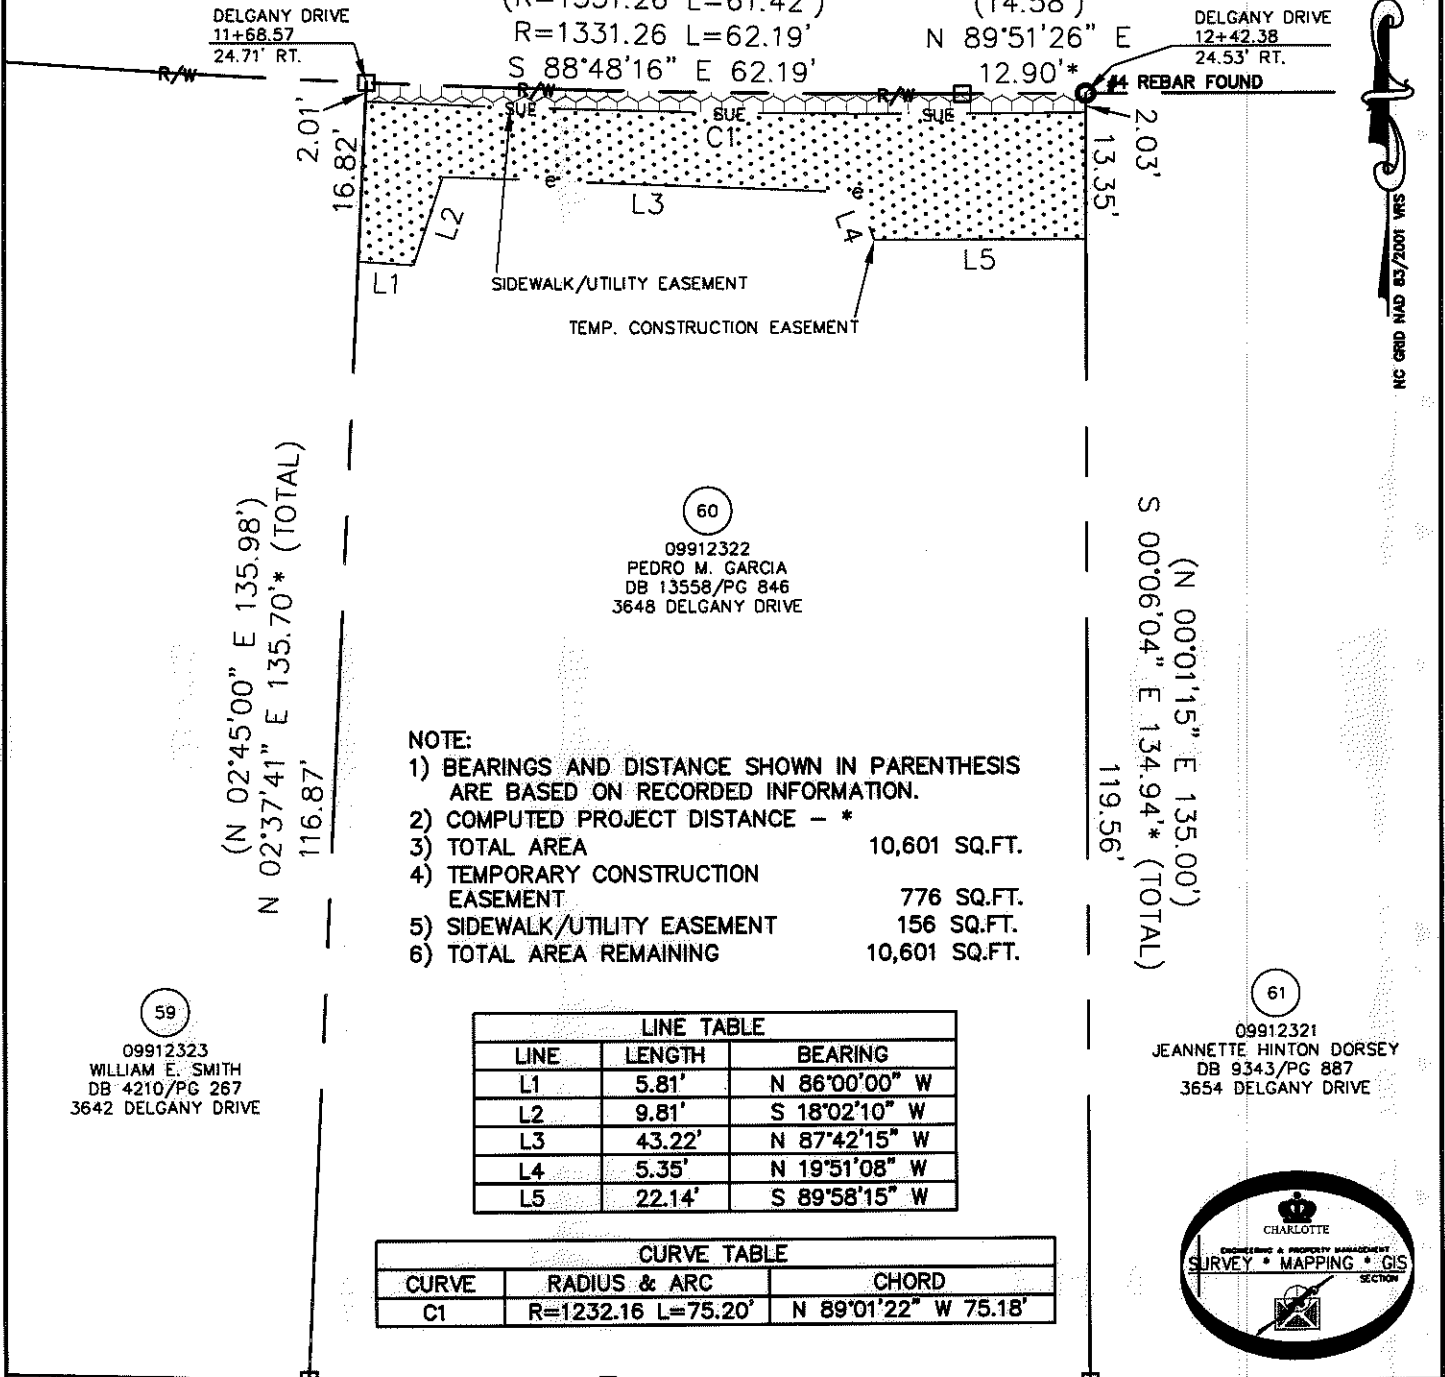 DELGANY DRIVE
11+68.57
24.71' RT.
(R=1331.26 L=61.42')
R=1331.26 L=62.19'
S 88°48'16" E 62.19'
(14.58')
N 89°51'26" E
12.90'*
DELGANY DRIVE
12+42.38
24.53' RT.
#4 REBAR FOUND
R/W
R/W
R/W
SUE
SUE
SUE
C1
2.01'
16.82'
2.03'
13.35'
e
e
L1
L2
L3
L4
L5
SIDEWALK/UTILITY EASEMENT
TEMP. CONSTRUCTION EASEMENT
NC GRID NAD 83/2001 VRS
(N 02°45'00" E 135.98')
N 02°37'41" E 135.70'* (TOTAL)
116.87'
60
09912322
PEDRO M. GARCIA
DB 13558/PG 846
3648 DELGANY DRIVE
(N 00°01'15" E 135.00')
S 00°06'04" E 134.94'* (TOTAL)
119.56'
NOTE:
1) BEARINGS AND DISTANCE SHOWN IN PARENTHESIS
ARE BASED ON RECORDED INFORMATION.
2) COMPUTED PROJECT DISTANCE - *
3) TOTAL AREA 10,601 SQ.FT.
4) TEMPORARY CONSTRUCTION
EASEMENT 776 SQ.FT.
5) SIDEWALK/UTILITY EASEMENT 156 SQ.FT.
6) TOTAL AREA REMAINING 10,601 SQ.FT.
59
09912323
WILLIAM E. SMITH
DB 4210/PG 267
3642 DELGANY DRIVE
61
09912321
JEANNETTE HINTON DORSEY
DB 9343/PG 887
3654 DELGANY DRIVE
LINE TABLE
LINE LENGTH BEARING
L1 5.81' N 86°00'00" W
L2 9.81' S 18°02'10" W
L3 43.22' N 87°42'15" W
L4 5.35' N 19°51'08" W
L5 22.14' S 89°58'15" W
CURVE TABLE
CURVE RADIUS & ARC CHORD
C1 R=1232.16 L=75.20' N 89°01'22" W 75.18'
CHARLOTTE
ENGINEERING & PROPERTY MANAGEMENT
SURVEY * MAPPING * GIS
SECTION